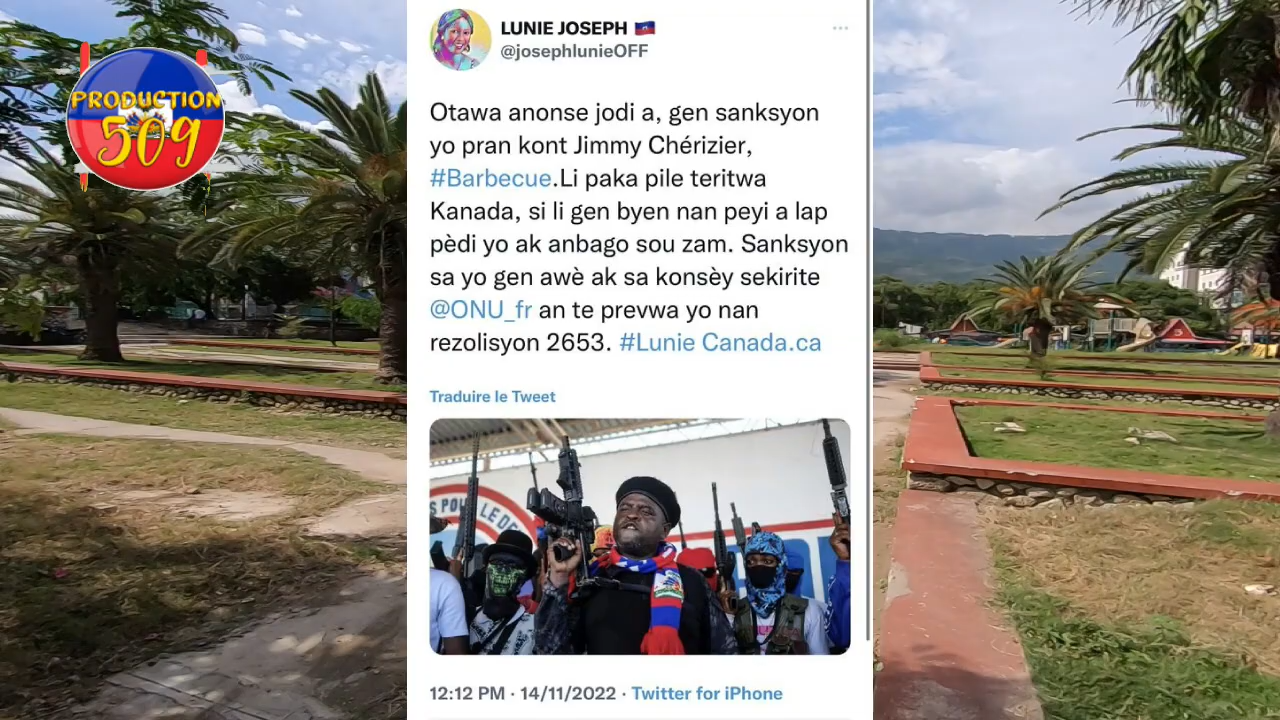 PRODUCTION
509
LUNIE JOSEPH 🇭🇹
@josephlunieOFF
Otawa anonse jodi a, gen sanksyon
yo pran kont Jimmy Chérizier,
#Barbecue.Li paka pile teritwa
Kanada, si li gen byen nan peyi a lap
pèdi yo ak anbago sou zam. Sanksyon
sa yo gen awè ak sa konsèy sekirite
@ONU_fr an te prevwa yo nan
rezolisyon 2653. #Lunie Canada.ca
Traduire le Tweet
S POUR LE DE
12:12 PM · 14/11/2022 · Twitter for iPhone